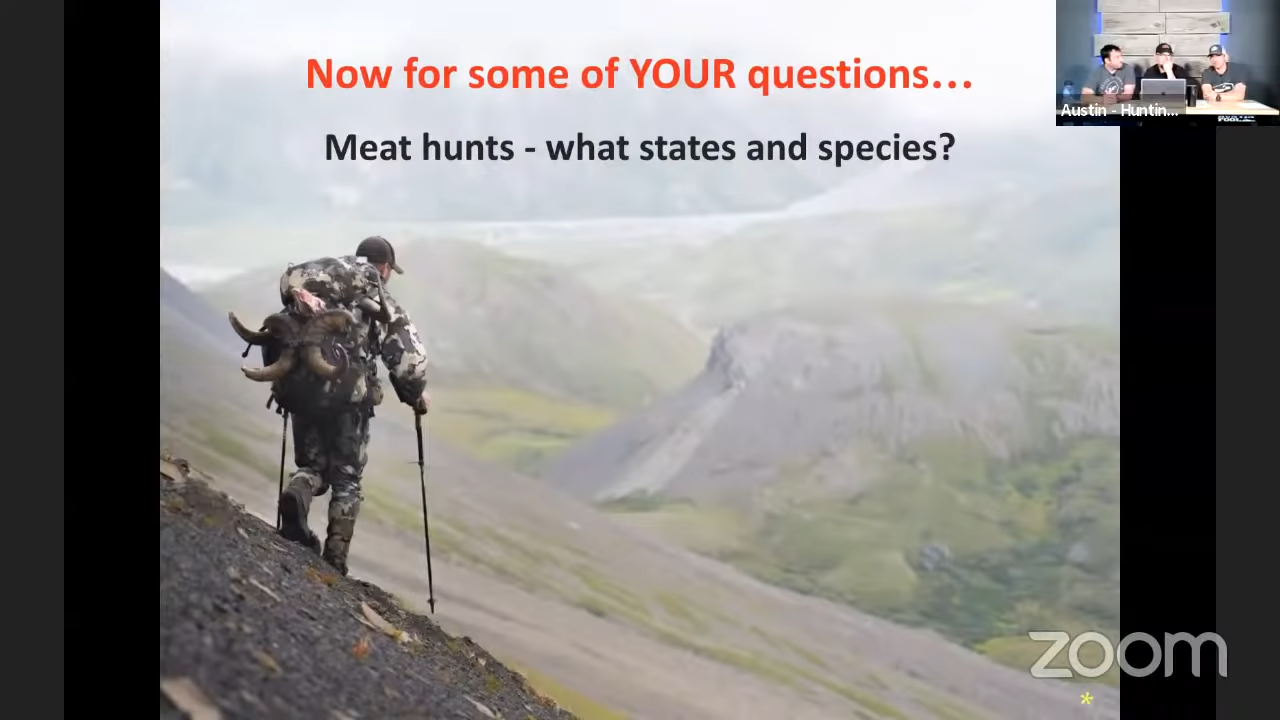 Now for some of YOUR questions…
Meat hunts - what states and species?
Austin - Huntin...
zoom
*